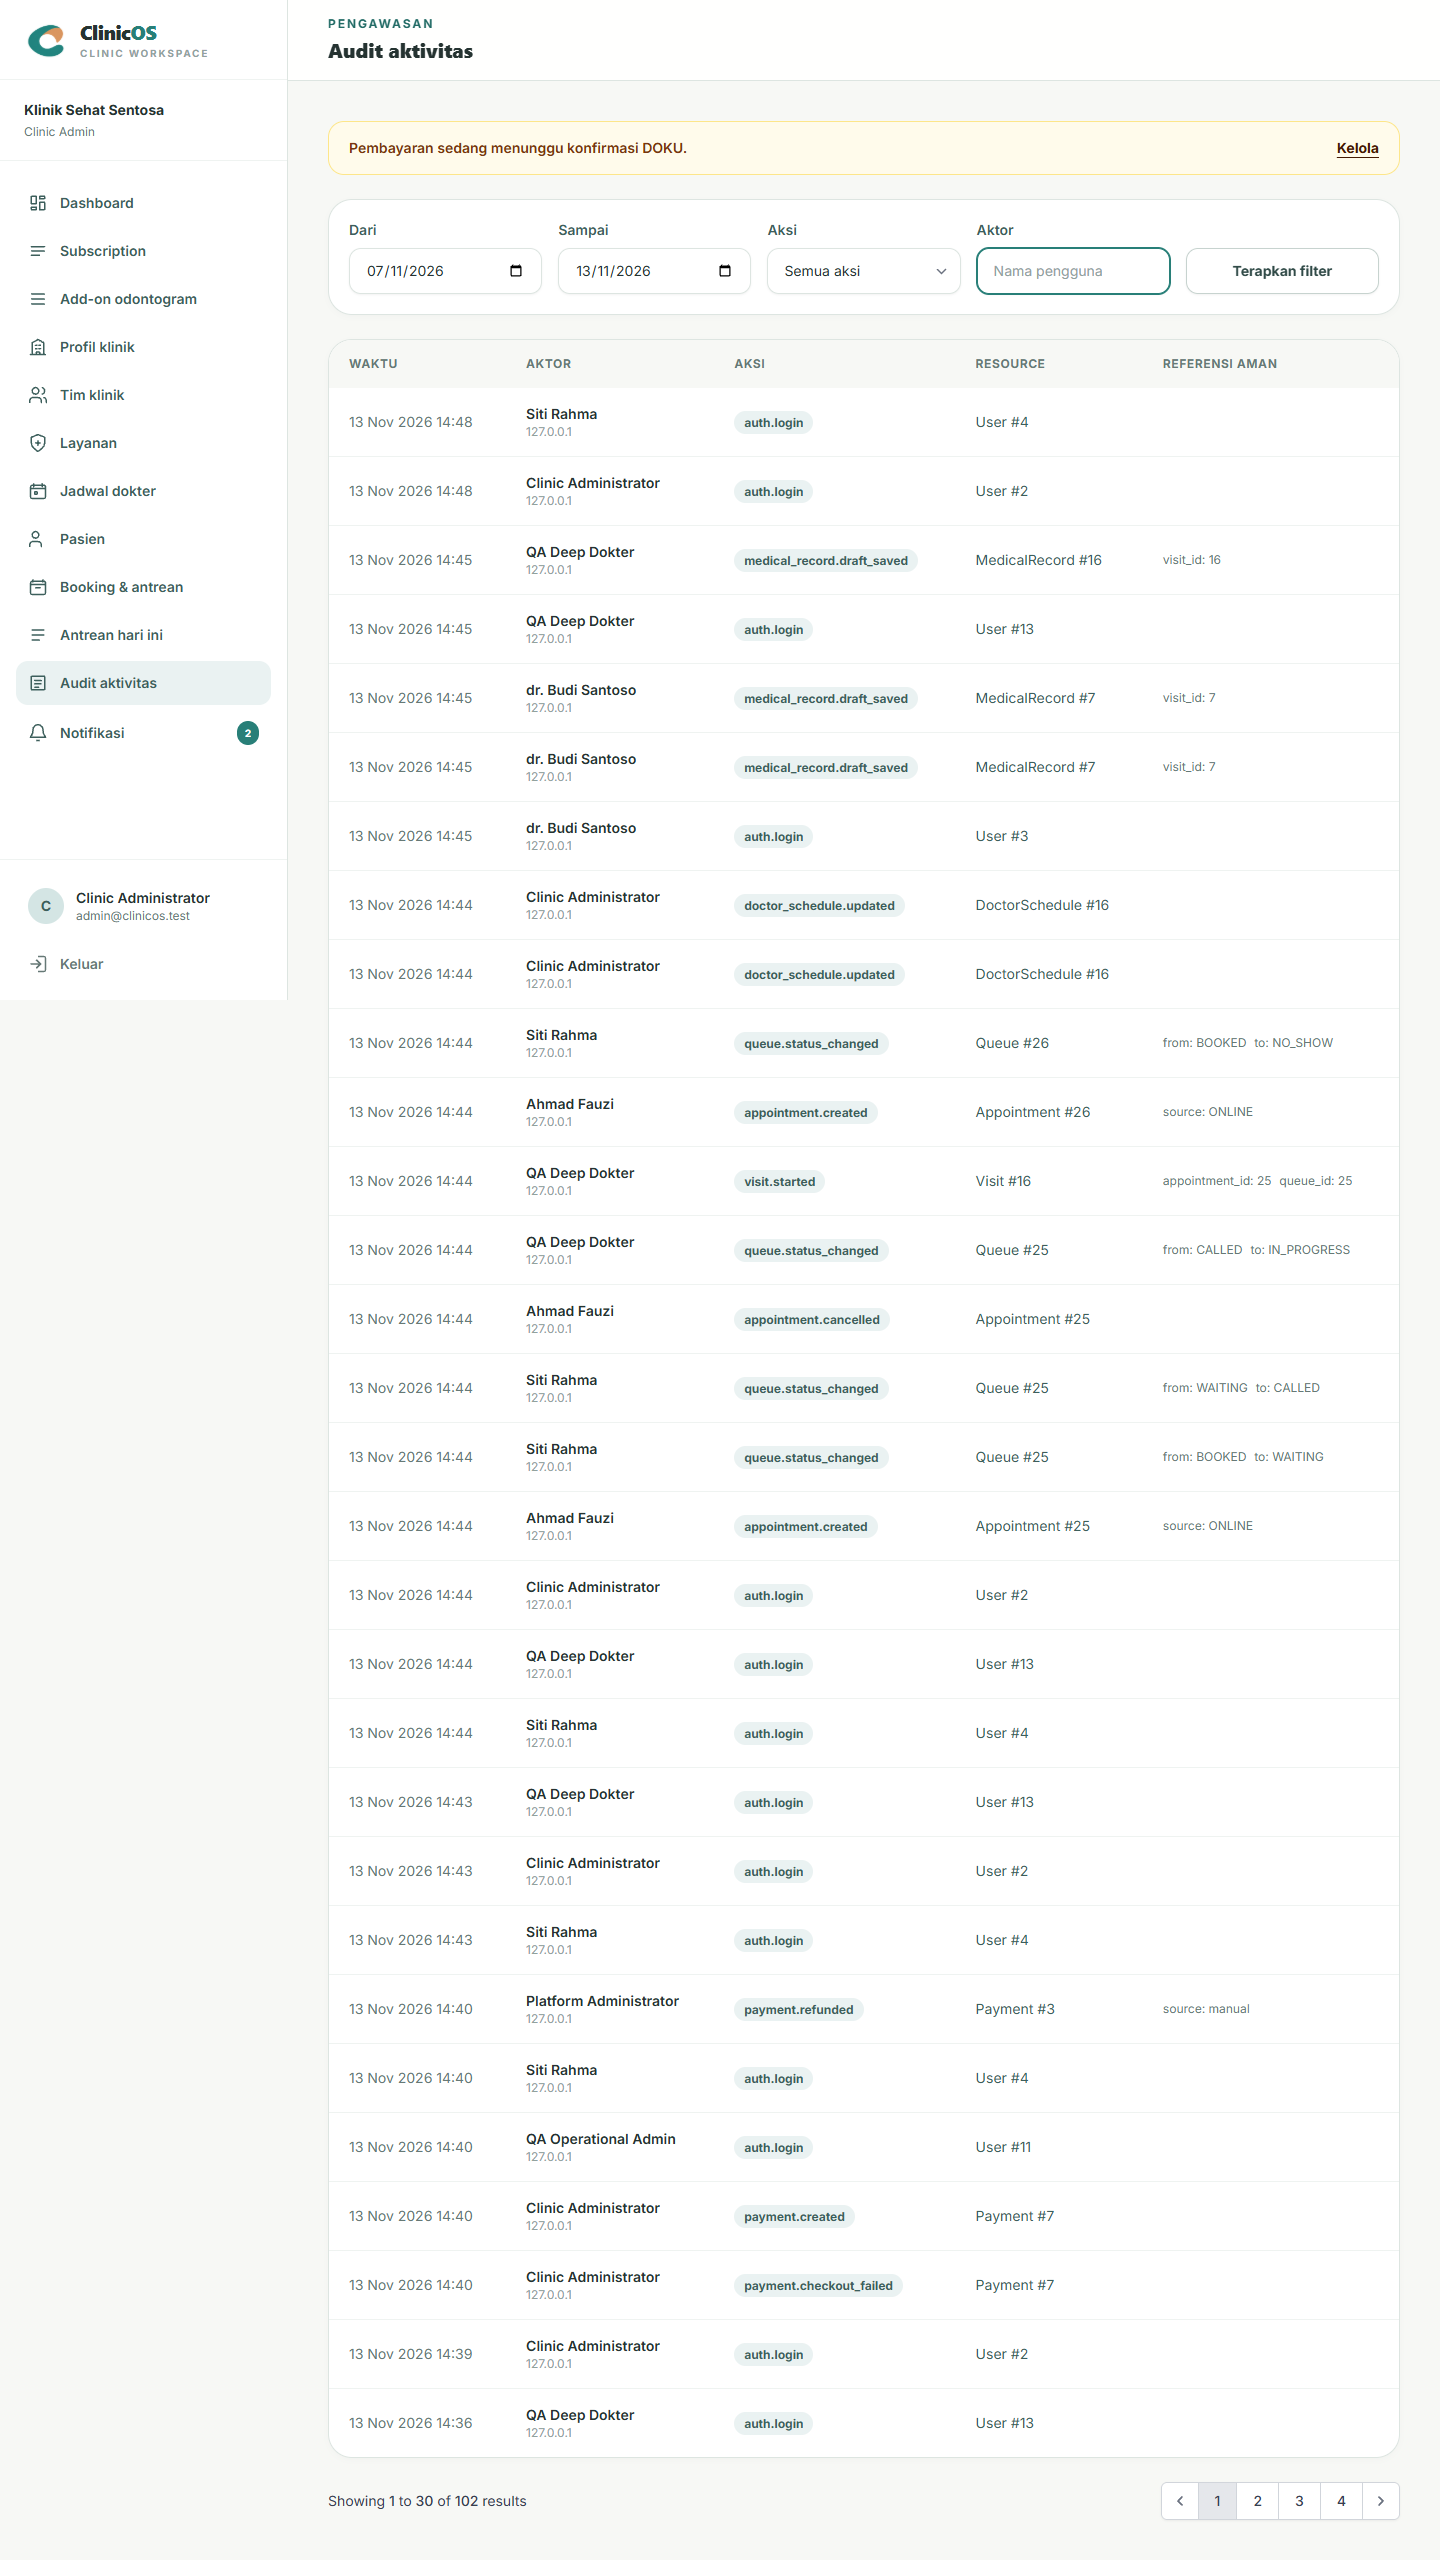 ClinicOS
CLINIC WORKSPACE
Klinik Sehat Sentosa
Clinic Admin
Dashboard
Subscription
Add-on odontogram
Profil klinik
Tim klinik
Layanan
Jadwal dokter
Pasien
Booking & antrean
Antrean hari ini
Audit aktivitas
Notifikasi 2
C Clinic Administrator
admin@clinicos.test
Keluar
PENGAWASAN
Audit aktivitas
Pembayaran sedang menunggu konfirmasi DOKU. Kelola
Dari Sampai Aksi Aktor
07/11/2026 13/11/2026 Semua aksi Nama pengguna Terapkan filter
WAKTU AKTOR AKSI RESOURCE REFERENSI AMAN
13 Nov 2026 14:48 Siti Rahma auth.login User #4
127.0.0.1
13 Nov 2026 14:48 Clinic Administrator auth.login User #2
127.0.0.1
13 Nov 2026 14:45 QA Deep Dokter medical_record.draft_saved MedicalRecord #16 visit_id: 16
127.0.0.1
13 Nov 2026 14:45 QA Deep Dokter auth.login User #13
127.0.0.1
13 Nov 2026 14:45 dr. Budi Santoso medical_record.draft_saved MedicalRecord #7 visit_id: 7
127.0.0.1
13 Nov 2026 14:45 dr. Budi Santoso medical_record.draft_saved MedicalRecord #7 visit_id: 7
127.0.0.1
13 Nov 2026 14:45 dr. Budi Santoso auth.login User #3
127.0.0.1
13 Nov 2026 14:44 Clinic Administrator doctor_schedule.updated DoctorSchedule #16
127.0.0.1
13 Nov 2026 14:44 Clinic Administrator doctor_schedule.updated DoctorSchedule #16
127.0.0.1
13 Nov 2026 14:44 Siti Rahma queue.status_changed Queue #26 from: BOOKED to: NO_SHOW
127.0.0.1
13 Nov 2026 14:44 Ahmad Fauzi appointment.created Appointment #26 source: ONLINE
127.0.0.1
13 Nov 2026 14:44 QA Deep Dokter visit.started Visit #16 appointment_id: 25 queue_id: 25
127.0.0.1
13 Nov 2026 14:44 QA Deep Dokter queue.status_changed Queue #25 from: CALLED to: IN_PROGRESS
127.0.0.1
13 Nov 2026 14:44 Ahmad Fauzi appointment.cancelled Appointment #25
127.0.0.1
13 Nov 2026 14:44 Siti Rahma queue.status_changed Queue #25 from: WAITING to: CALLED
127.0.0.1
13 Nov 2026 14:44 Siti Rahma queue.status_changed Queue #25 from: BOOKED to: WAITING
127.0.0.1
13 Nov 2026 14:44 Ahmad Fauzi appointment.created Appointment #25 source: ONLINE
127.0.0.1
13 Nov 2026 14:44 Clinic Administrator auth.login User #2
127.0.0.1
13 Nov 2026 14:44 QA Deep Dokter auth.login User #13
127.0.0.1
13 Nov 2026 14:44 Siti Rahma auth.login User #4
127.0.0.1
13 Nov 2026 14:43 QA Deep Dokter auth.login User #13
127.0.0.1
13 Nov 2026 14:43 Clinic Administrator auth.login User #2
127.0.0.1
13 Nov 2026 14:43 Siti Rahma auth.login User #4
127.0.0.1
13 Nov 2026 14:40 Platform Administrator payment.refunded Payment #3 source: manual
127.0.0.1
13 Nov 2026 14:40 Siti Rahma auth.login User #4
127.0.0.1
13 Nov 2026 14:40 QA Operational Admin auth.login User #11
127.0.0.1
13 Nov 2026 14:40 Clinic Administrator payment.created Payment #7
127.0.0.1
13 Nov 2026 14:40 Clinic Administrator payment.checkout_failed Payment #7
127.0.0.1
13 Nov 2026 14:39 Clinic Administrator auth.login User #2
127.0.0.1
13 Nov 2026 14:36 QA Deep Dokter auth.login User #13
127.0.0.1
Showing 1 to 30 of 102 results 1 2 3 4